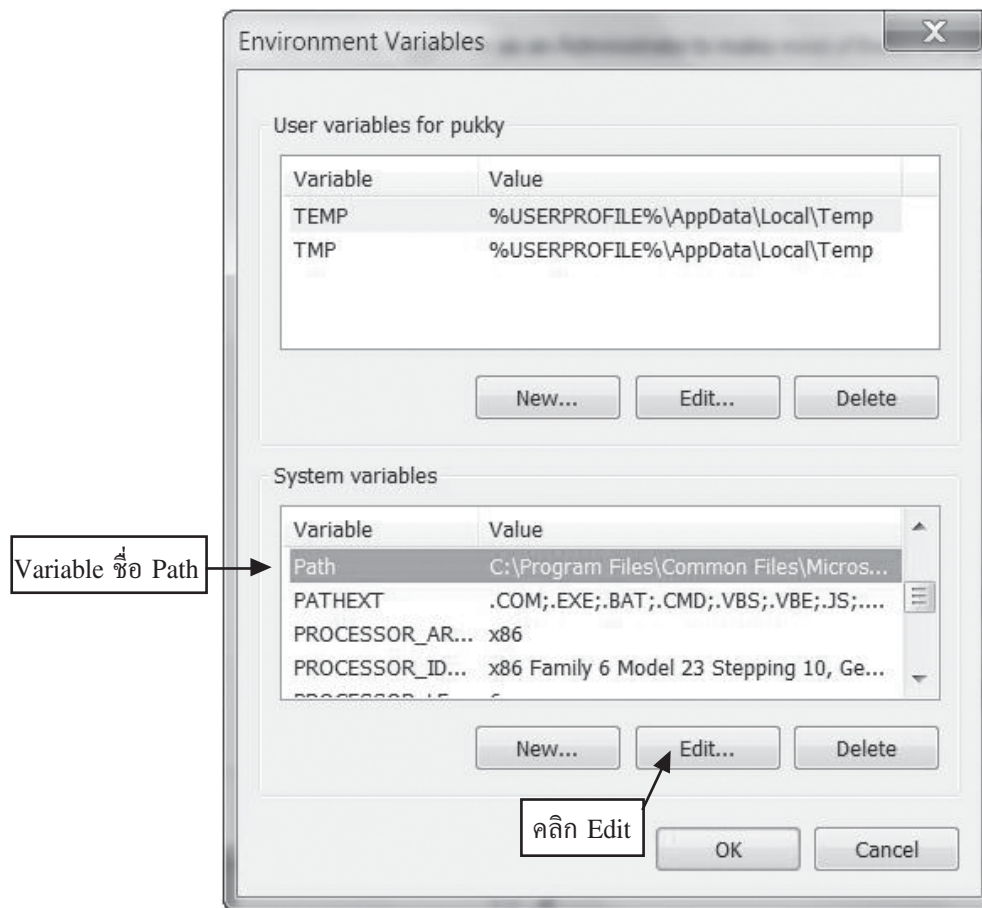 Environment Variables
User variables for pukky
Variable Value
TEMP %USERPROFILE%\AppData\Local\Temp
TMP %USERPROFILE%\AppData\Local\Temp
New... Edit... Delete
System variables
Variable Value
Variable ชื่อ Path
Path C:\Program Files\Common Files\Micros...
PATHEXT .COM;.EXE;.BAT;.CMD;.VBS;.VBE;.JS;....
PROCESSOR_AR... x86
PROCESSOR_ID... x86 Family 6 Model 23 Stepping 10, Ge...
New... Edit... Delete
คลิก Edit
OK Cancel